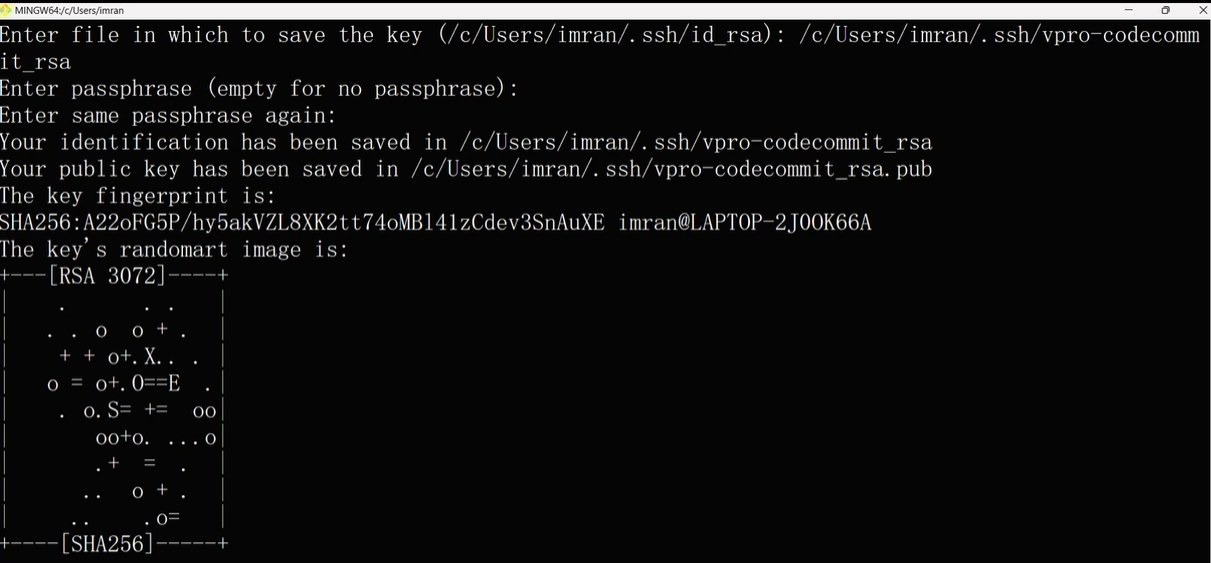 MINGW64:/c/Users/imran
Enter file in which to save the key (/c/Users/imran/.ssh/id_rsa): /c/Users/imran/.ssh/vpro-codecomm
it_rsa
Enter passphrase (empty for no passphrase):
Enter same passphrase again:
Your identification has been saved in /c/Users/imran/.ssh/vpro-codecommit_rsa
Your public key has been saved in /c/Users/imran/.ssh/vpro-codecommit_rsa.pub
The key fingerprint is:
SHA256:A22oFG5P/hy5akVZL8XK2tt74oMBl41zCdev3SnAuXE imran@LAPTOP-2J0OK66A
The key's randomart image is:
+---[RSA 3072]----+
|    .      . .   |
|   . . o  o + .  |
|    + + o+.X.. . |
|   o = o+.O==E  .|
|    . o.S= +=  oo|
|       oo+o. ...o|
|       .+  =  .  |
|      ..  o + .  |
|     ..    .o=   |
+----[SHA256]-----+